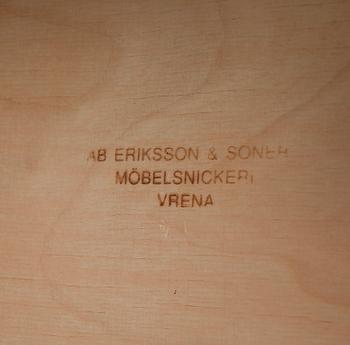 AB ERIKSSON & SÖNER
MÖBELSNICKERI
VRENA